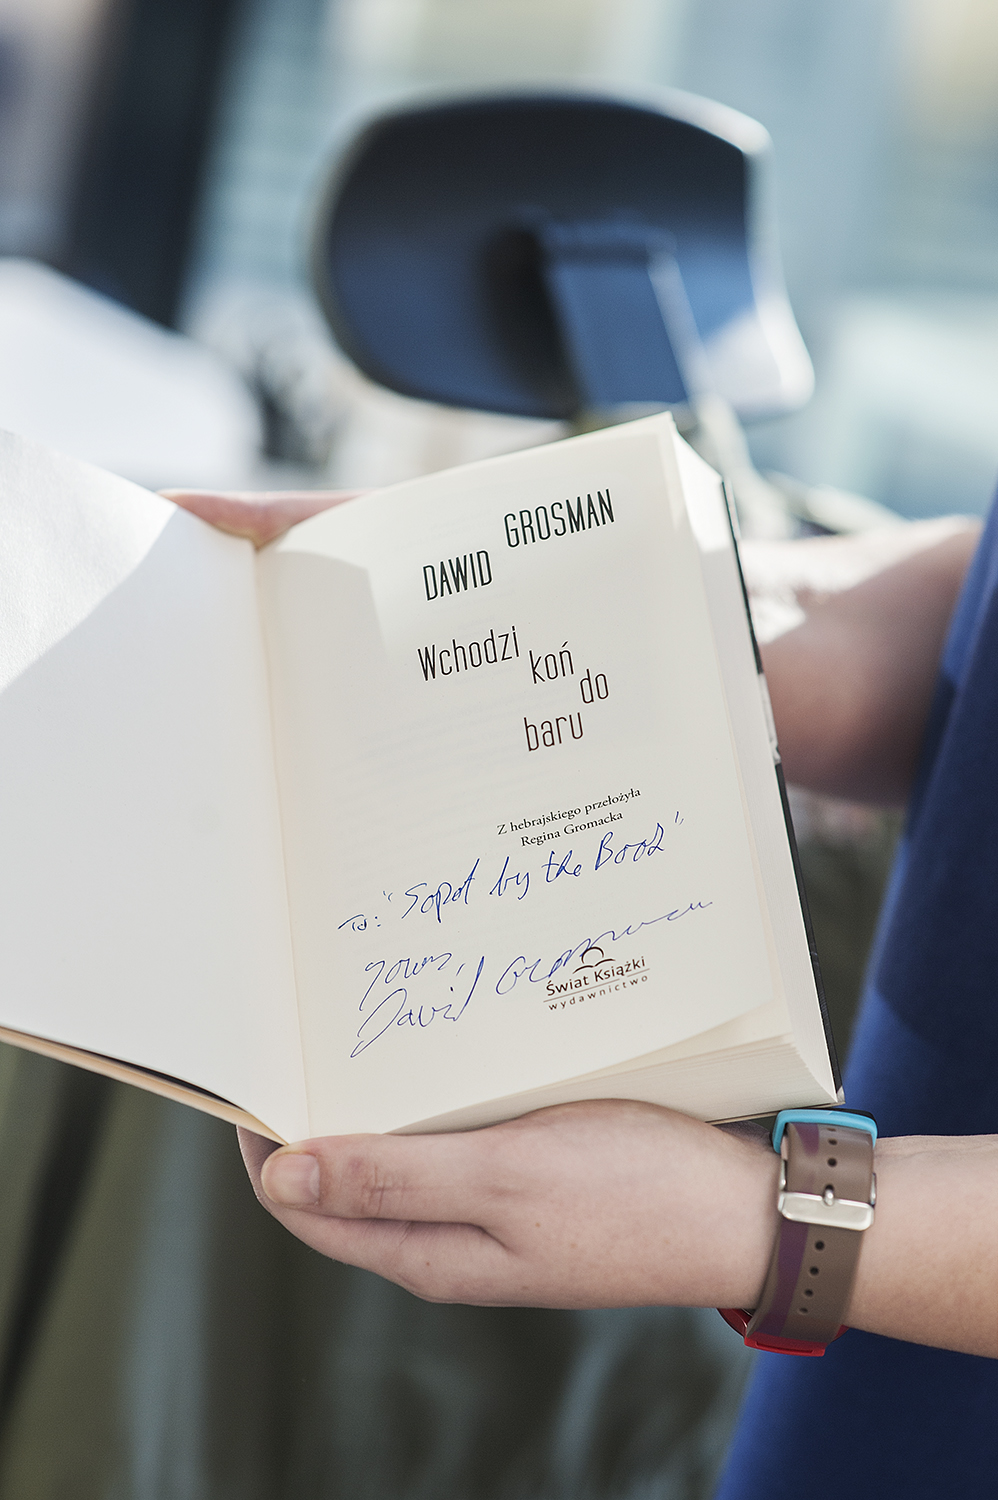 DAWID GROSMAN
Wchodzi koń do baru
Z hebrajskiego przełożyła
Regina Gromacka
To: "Sopot by the Book"
Yours,
David Grossman
Świat Książki
wydawnictwo